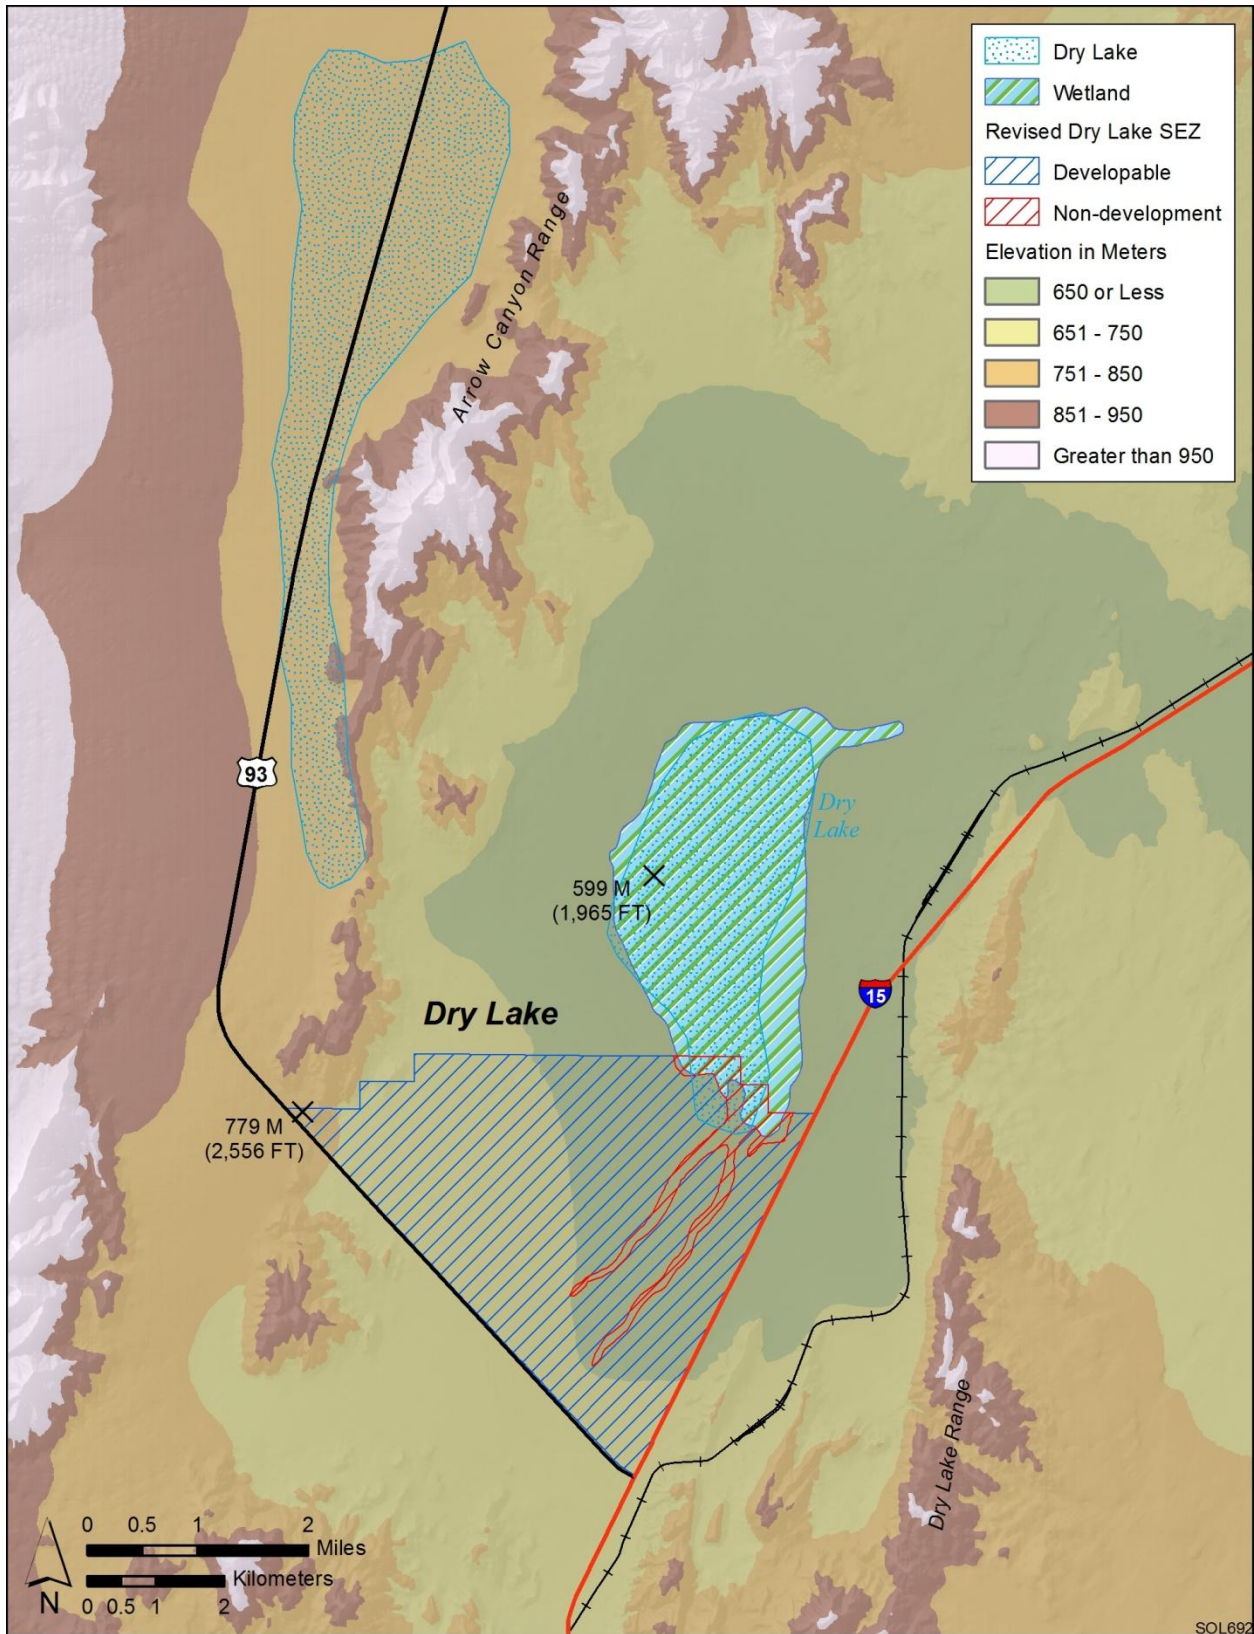 Dry Lake
Wetland
Revised Dry Lake SEZ
Developable
Non-development
Elevation in Meters
650 or Less
651 - 750
751 - 850
851 - 950
Greater than 950
Arrow Canyon Range
93
Dry
Lake
599 M
(1,965 FT)
15
Dry Lake
779 M
(2,556 FT)
Dry Lake Range
0 0.5 1 2
Miles
Kilometers
0 0.5 1 2
N
SOL692